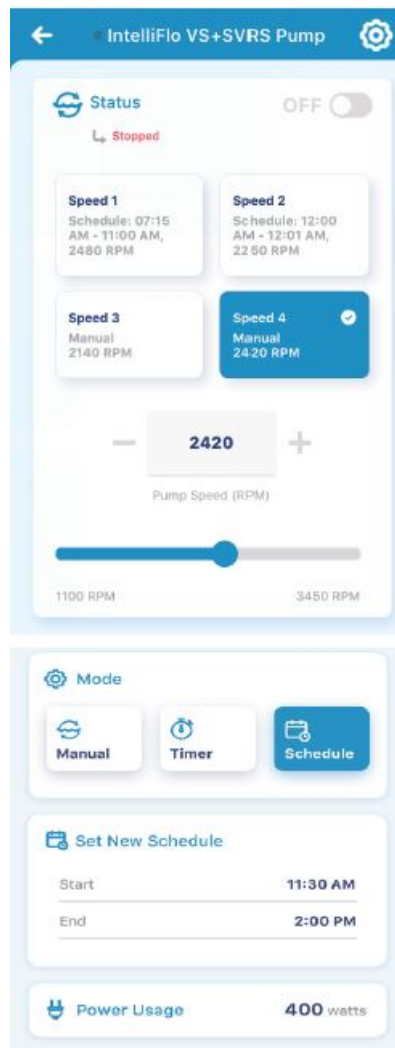 IntelliFlo VS+SVRS Pump
Status
OFF
Stopped
Speed 1
Schedule: 07:15
AM - 11:00 AM,
2480 RPM
Speed 2
Schedule: 12:00
AM - 12:01 AM,
2250 RPM
Speed 3
Manual
2140 RPM
Speed 4
Manual
2420 RPM
2420
Pump Speed (RPM)
1100 RPM
3450 RPM
Mode
Manual
Timer
Schedule
Set New Schedule
Start
11:30 AM
End
2:00 PM
Power Usage
400 watts